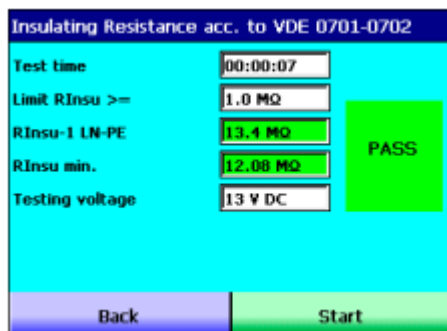 Insulating Resistance acc. to VDE 0701-0702
Test time 00:00:07
Limit RInsu >= 1.0 MΩ
RInsu-1 LN-PE 13.4 MΩ
PASS
RInsu min. 12.08 MΩ
Testing voltage 13 V DC
Back Start